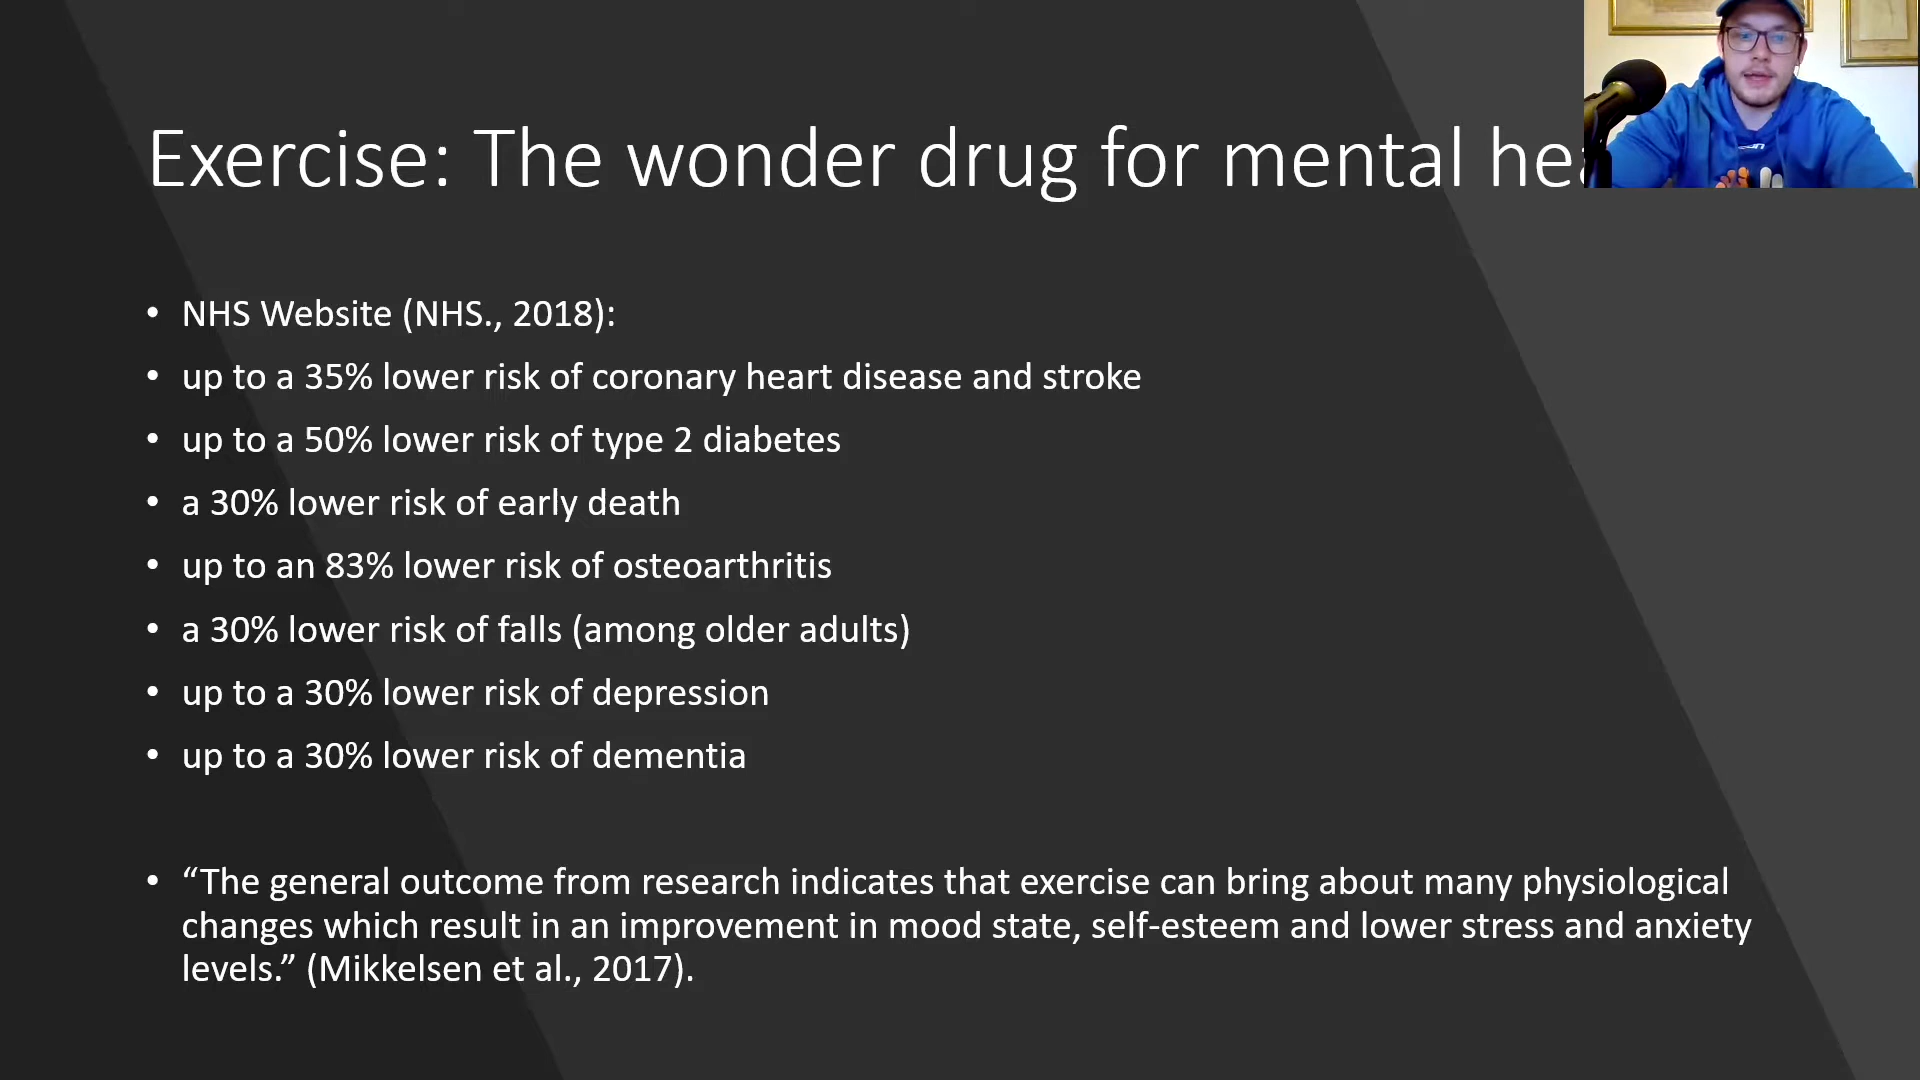 Exercise: The wonder drug for mental
• NHS Website (NHS., 2018):
• up to a 35% lower risk of coronary heart disease and stroke
• up to a 50% lower risk of type 2 diabetes
• a 30% lower risk of early death
• up to an 83% lower risk of osteoarthritis
• a 30% lower risk of falls (among older adults)
• up to a 30% lower risk of depression
• up to a 30% lower risk of dementia
• “The general outcome from research indicates that exercise can bring about many physiological
changes which result in an improvement in mood state, self-esteem and lower stress and anxiety
levels.” (Mikkelsen et al., 2017).